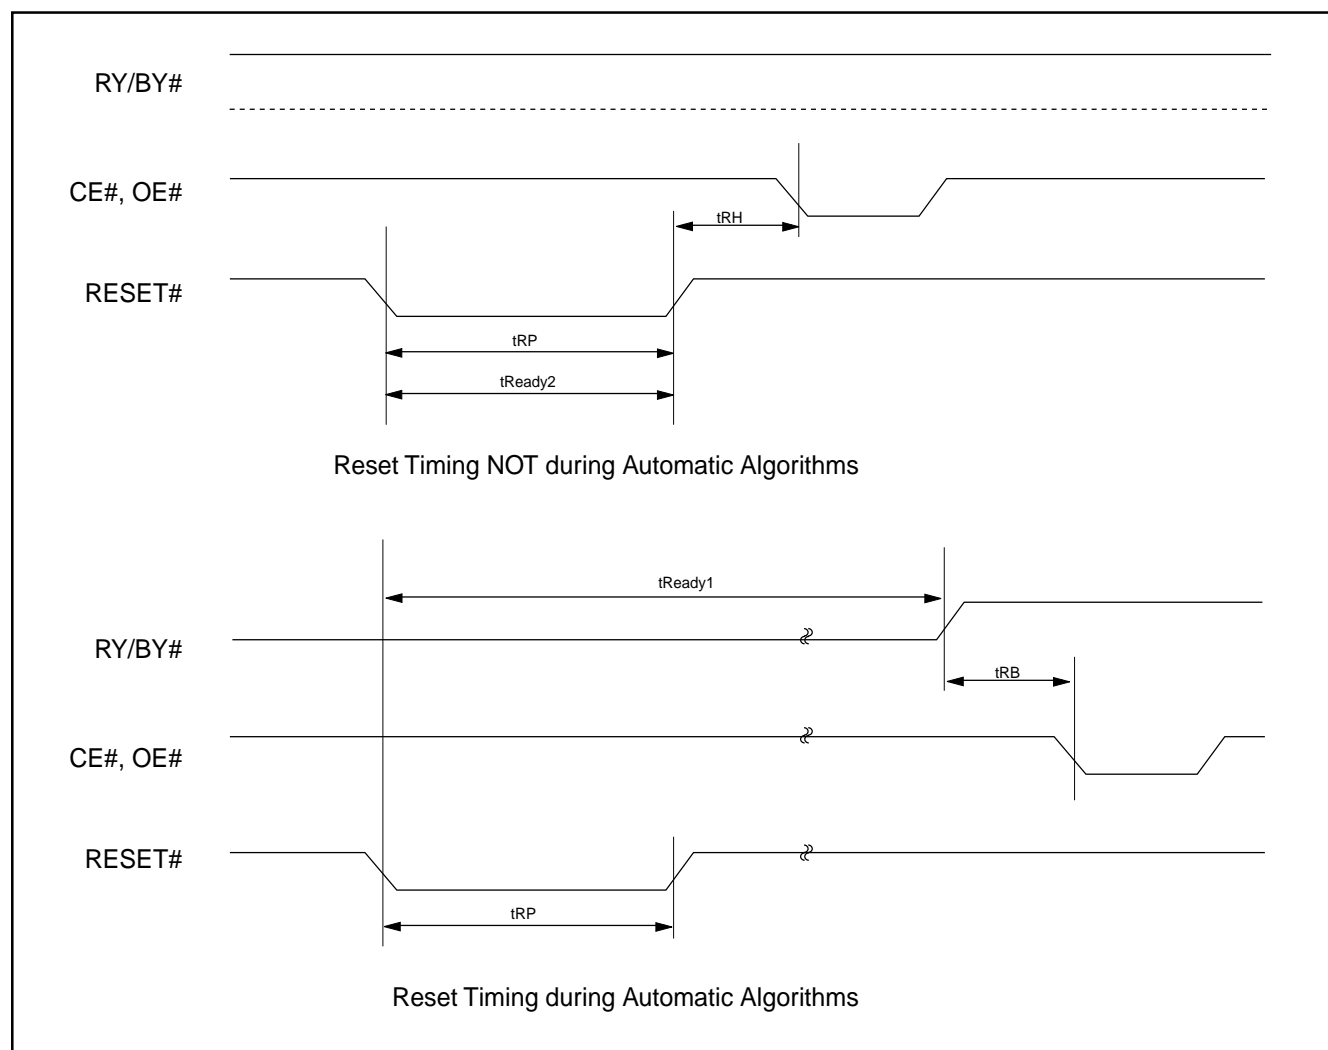 RY/BY#
CE#, OE#
tRH
RESET#
tRP
tReady2
Reset Timing NOT during Automatic Algorithms
tReady1
RY/BY#
tRB
CE#, OE#
RESET#
tRP
Reset Timing during Automatic Algorithms